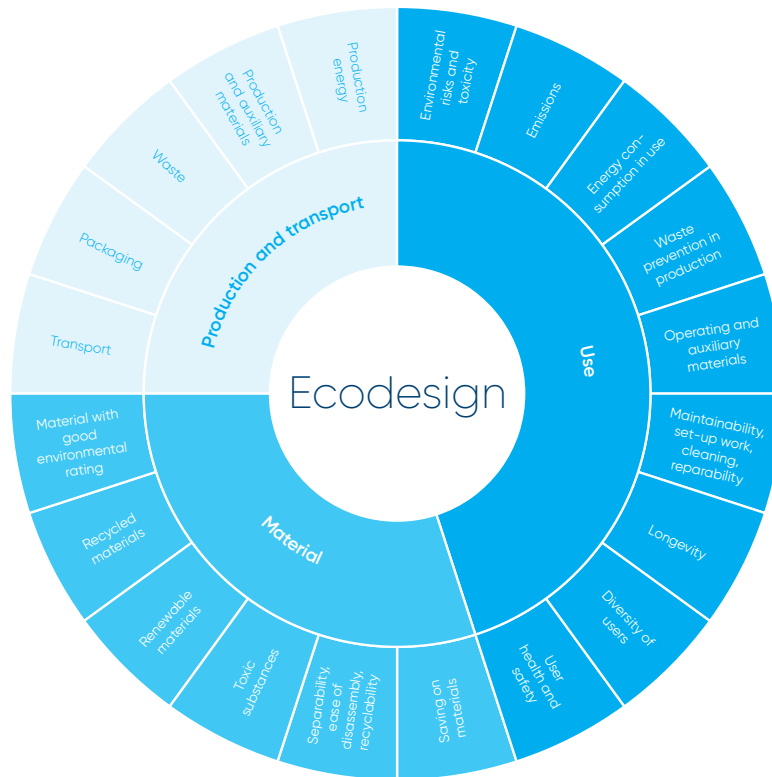 Ecodesign
Use
Environmental
risks and
toxicity
Emissions
Energy con-
sumption in use
Waste
prevention in
production
Operating and
auxiliary
materials
Maintainability,
set-up work,
cleaning,
reparability
Longevity
Diversity of
users
User
health and
safety
Material
Saving on
materials
Separability,
ease of
disassembly,
recyclability
Toxic
substances
Renewable
materials
Recycled
materials
Material with
good
environmental
rating
Production and transport
Transport
Packaging
Waste
Production
and auxiliary
materials
Production
energy